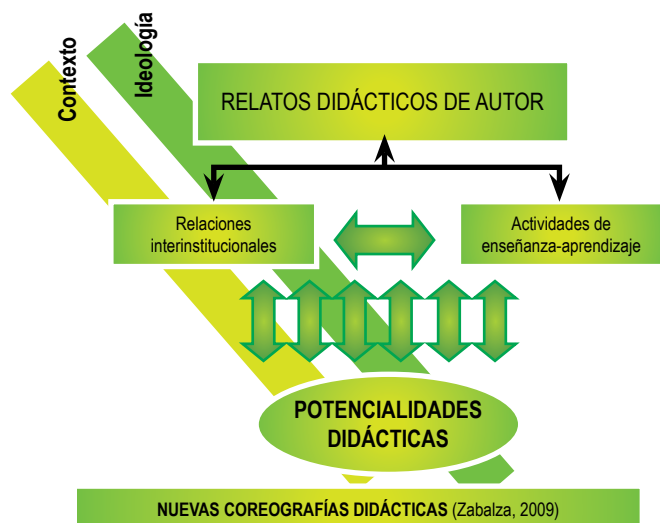 Contexto
Ideología
RELATOS DIDÁCTICOS DE AUTOR
Relaciones
interinstitucionales
Actividades de
enseñanza-aprendizaje
POTENCIALIDADES
DIDÁCTICAS
NUEVAS COREOGRAFÍAS DIDÁCTICAS (Zabalza, 2009)